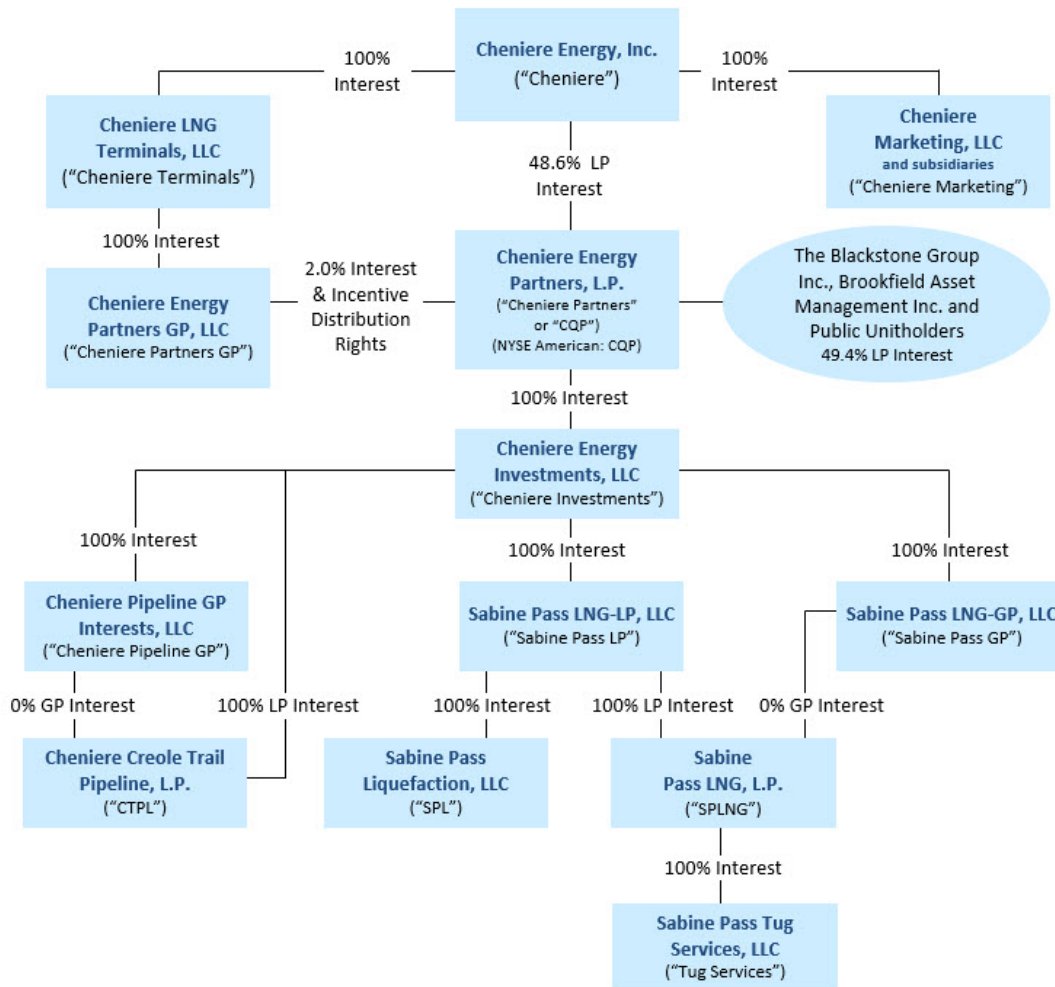 Cheniere Energy, Inc.
(“Cheniere”)
100%
Interest
100%
Interest
Cheniere LNG
Terminals, LLC
(“Cheniere Terminals”)
48.6% LP
Interest
Cheniere
Marketing, LLC
and subsidiaries
(“Cheniere Marketing”)
100% Interest
Cheniere Energy
Partners GP, LLC
(“Cheniere Partners GP”)
2.0% Interest
& Incentive
Distribution
Rights
Cheniere Energy
Partners, L.P.
(“Cheniere Partners”
or “CQP”)
(NYSE American: CQP)
The Blackstone Group
Inc., Brookfield Asset
Management Inc. and
Public Unitholders
49.4% LP Interest
100% Interest
Cheniere Energy
Investments, LLC
(“Cheniere Investments”)
100% Interest
100% Interest
100% Interest
Cheniere Pipeline GP
Interests, LLC
(“Cheniere Pipeline GP”)
Sabine Pass LNG-LP, LLC
(“Sabine Pass LP”)
Sabine Pass LNG-GP, LLC
(“Sabine Pass GP”)
0% GP Interest
100% LP Interest
100% Interest
100% LP Interest
0% GP Interest
Cheniere Creole Trail
Pipeline, L.P.
(“CTPL”)
Sabine Pass
Liquefaction, LLC
(“SPL”)
Sabine
Pass LNG, L.P.
(“SPLNG”)
100% Interest
Sabine Pass Tug
Services, LLC
(“Tug Services”)